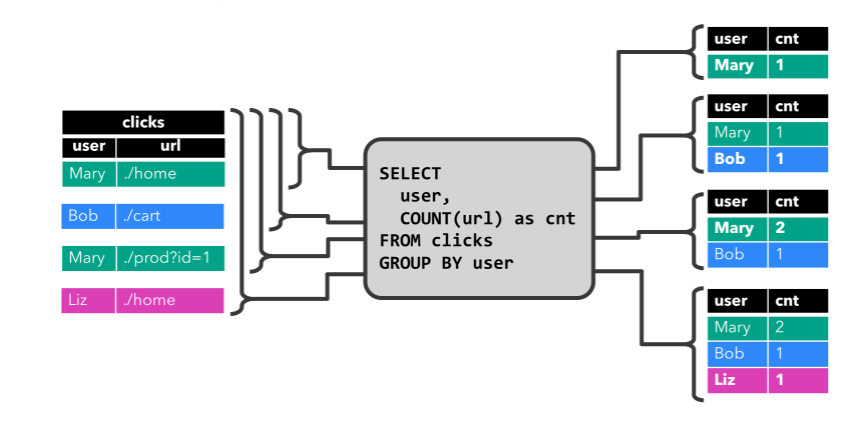 clicks
user url
Mary ./home
Bob ./cart
Mary ./prod?id=1
Liz ./home
SELECT
user,
COUNT(url) as cnt
FROM clicks
GROUP BY user
user cnt
Mary 1
user cnt
Mary 1
Bob 1
user cnt
Mary 2
Bob 1
user cnt
Mary 2
Bob 1
Liz 1